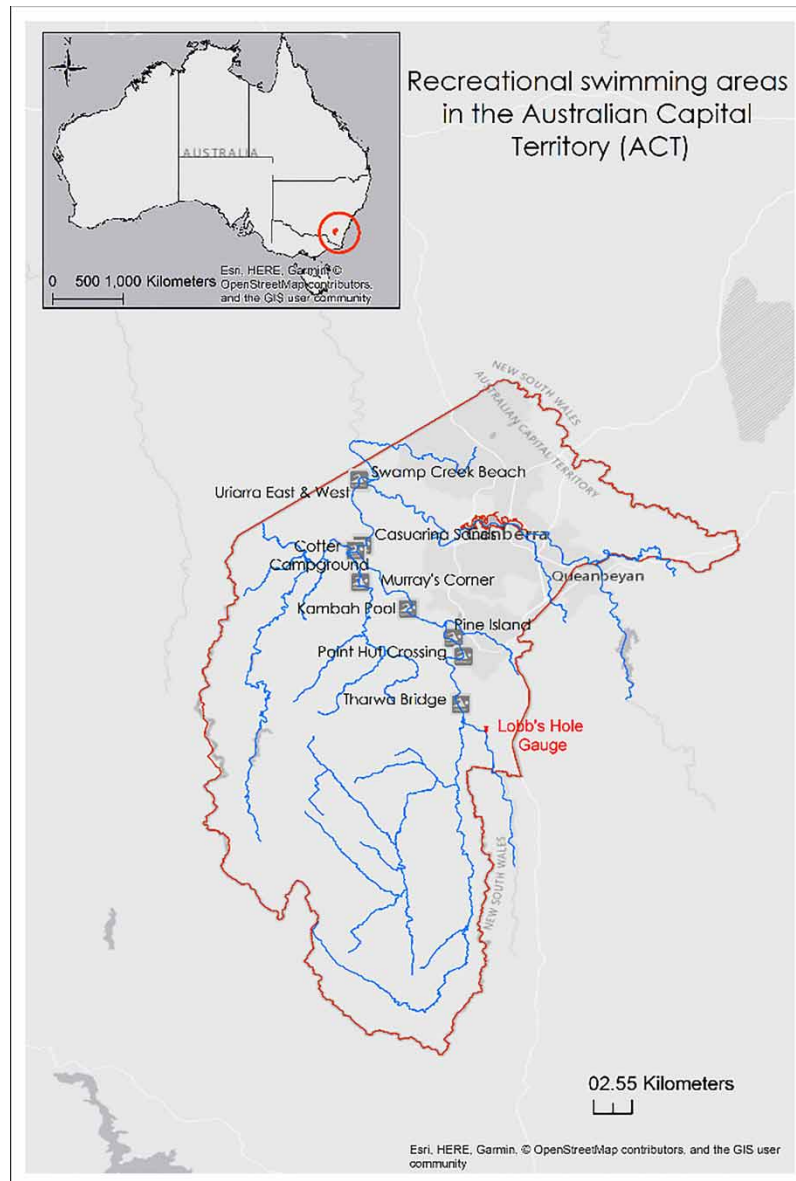 Recreational swimming areas
in the Australian Capital
Territory (ACT)
AUSTRALIA
0 500 1,000 Kilometers
Esri, HERE, Garmin, ©
OpenStreetMap contributors,
and the GIS user community
NEW SOUTH WALES
AUSTRALIAN CAPITAL TERRITORY
Swamp Creek Beach
Uriarra East & West
Casuarina Sands
Canberra
Cotter
Campground
Murray's Corner
Queanbeyan
Kambah Pool
Pine Island
Point Hut Crossing
Tharwa Bridge
Lobb's Hole
Gauge
NEW SOUTH WALES
02.55 Kilometers
Esri, HERE, Garmin, © OpenStreetMap contributors, and the GIS user
community